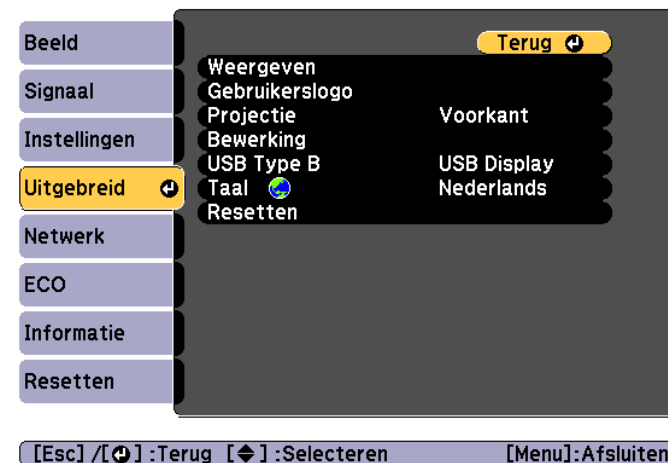 Beeld
Signaal
Instellingen
Uitgebreid
Netwerk
ECO
Informatie
Resetten
Terug
Weergeven
Gebruikerslogo
Projectie Voorkant
Bewerking
USB Type B USB Display
Taal Nederlands
Resetten
[Esc] /[ ] :Terug [ ] :Selecteren [Menu]:Afsluiten